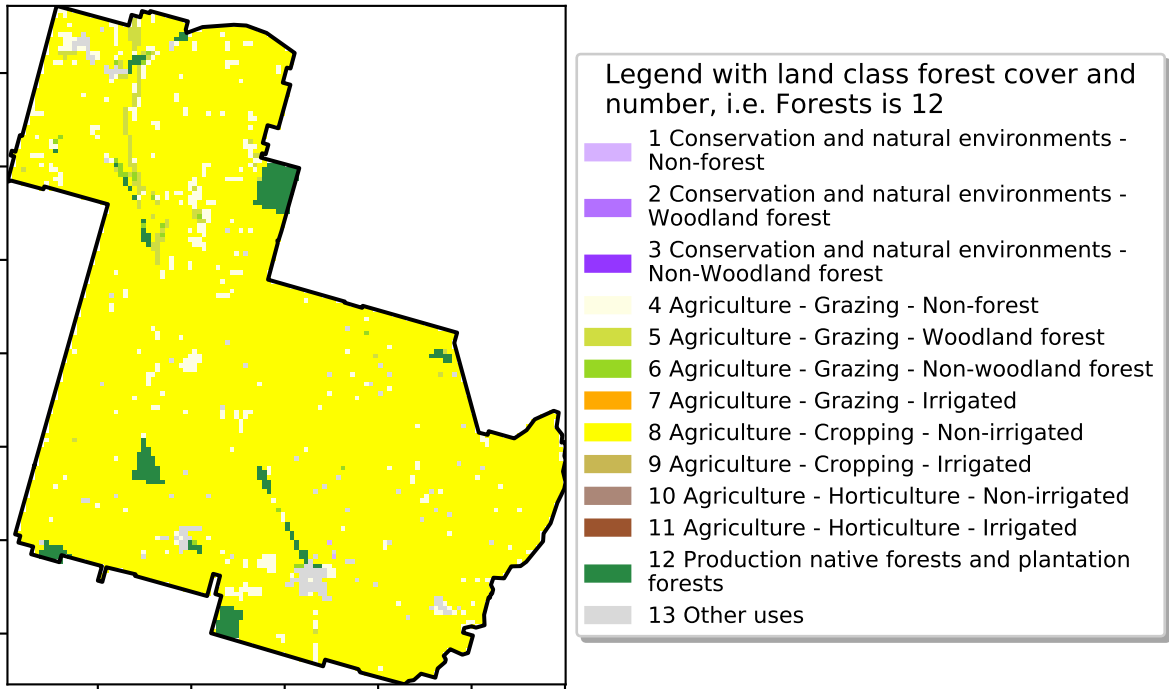 Legend with land class forest cover and
number, i.e. Forests is 12
1 Conservation and natural environments -
Non-forest
2 Conservation and natural environments -
Woodland forest
3 Conservation and natural environments -
Non-Woodland forest
4 Agriculture - Grazing - Non-forest
5 Agriculture - Grazing - Woodland forest
6 Agriculture - Grazing - Non-woodland forest
7 Agriculture - Grazing - Irrigated
8 Agriculture - Cropping - Non-irrigated
9 Agriculture - Cropping - Irrigated
10 Agriculture - Horticulture - Non-irrigated
11 Agriculture - Horticulture - Irrigated
12 Production native forests and plantation
forests
13 Other uses